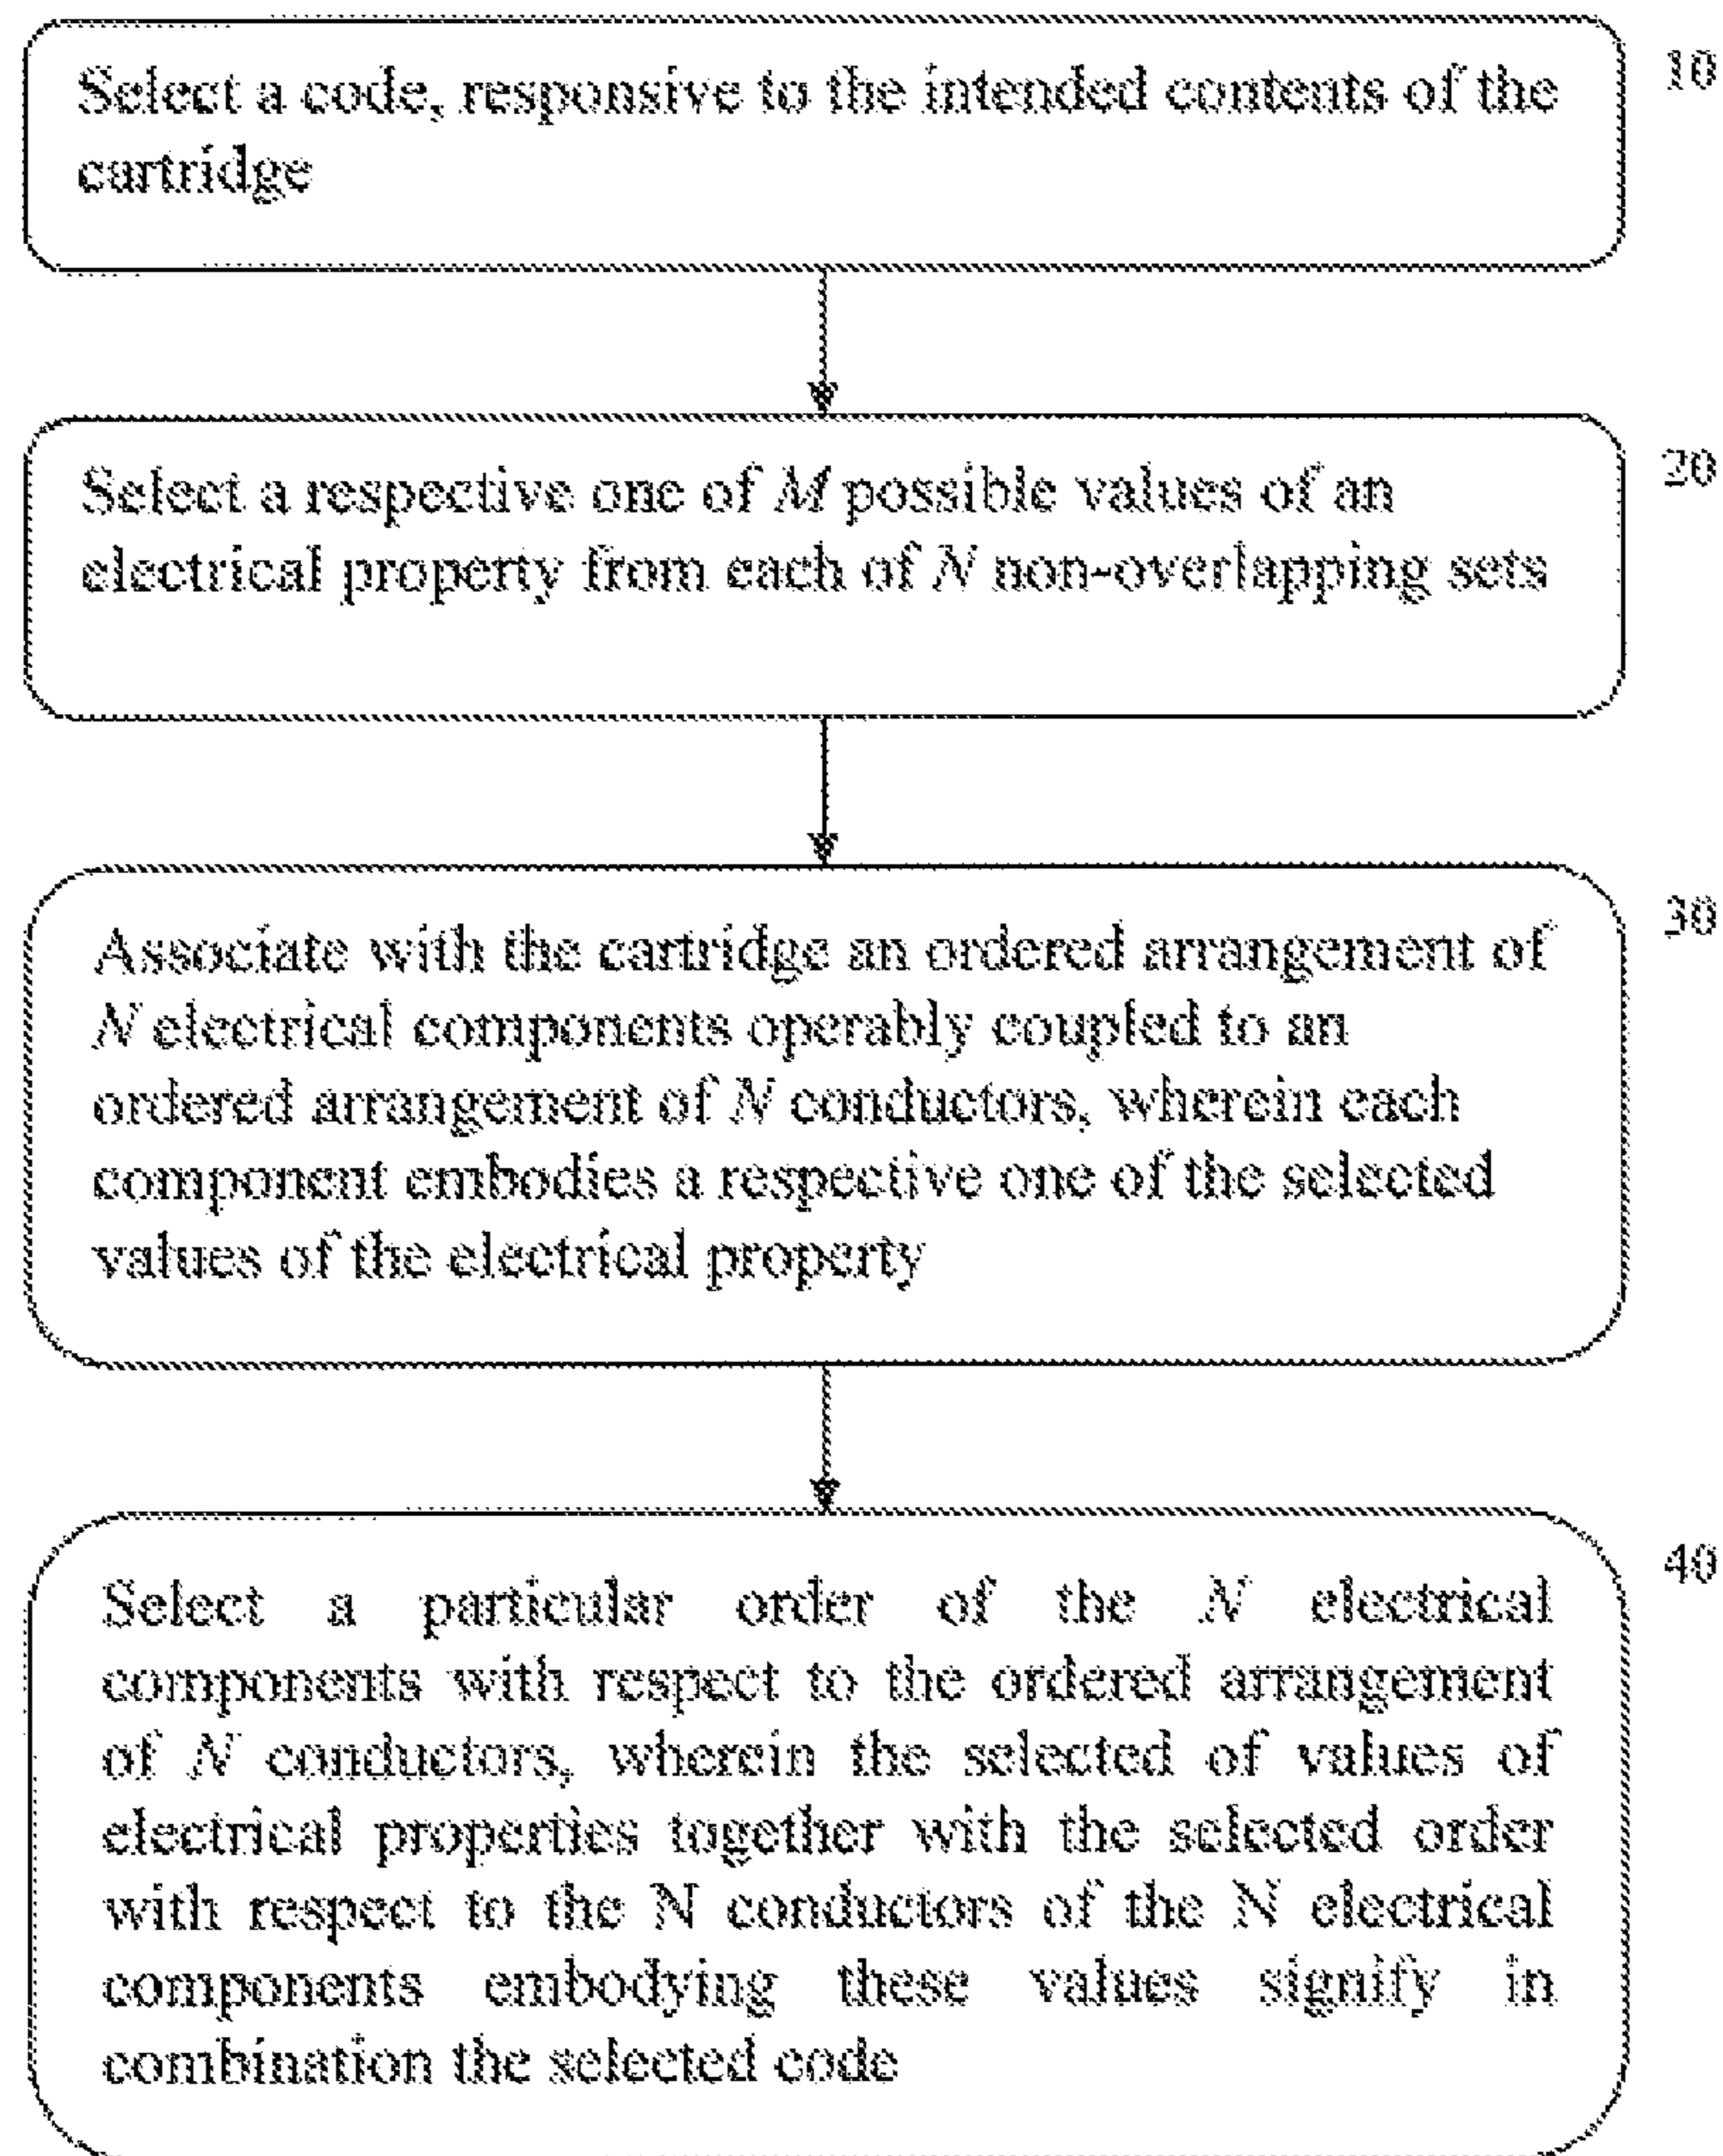 Select a code, responsive to the intended contents of the
cartridge
10
Select a respective one of M possible values of an
electrical property from each of N non-overlapping sets
20
Associate with the cartridge an ordered arrangement of
N electrical components operably coupled to an
ordered arrangement of N conductors, wherein each
component embodies a respective one of the selected
values of the electrical property
30
Select a particular order of the N electrical
components with respect to the ordered arrangement
of N conductors, wherein the selected of values of
electrical properties together with the selected order
with respect to the N conductors of the N electrical
components embodying these values signify in
combination the selected code
40